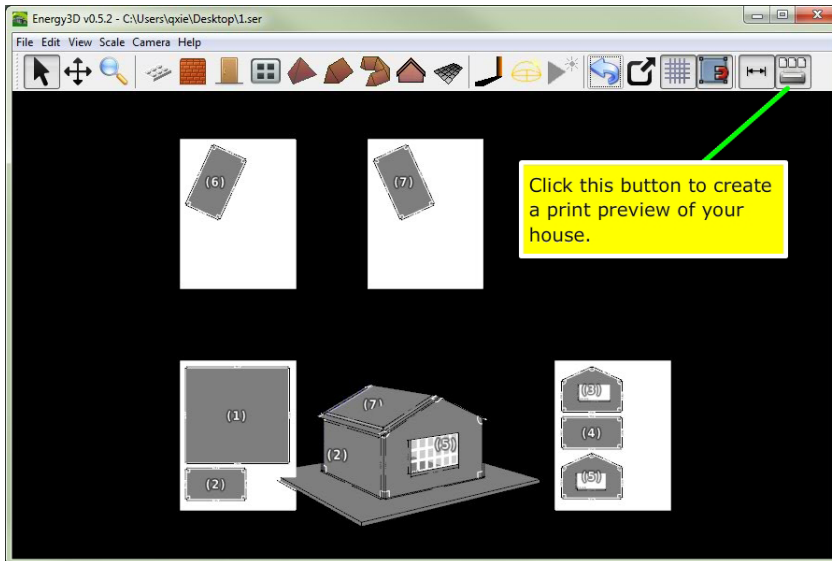 Energy3D v0.5.2 - C:\Users\qxie\Desktop\1.ser
File Edit View Scale Camera Help
Click this button to create
a print preview of your
house.
(6)
(7)
(1)
(2)
(7)
(2)
(5)
(3)
(4)
(5)